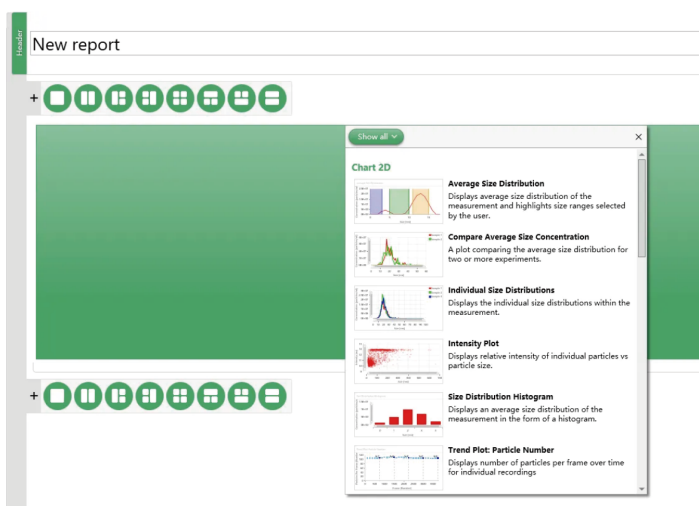 Header
New report
+
+
Show all
Chart 2D
Average Size Distribution
Displays average size distribution of the
measurement and highlights size ranges selected
by the user.
Compare Average Size Concentration
A plot comparing the average size distribution for
two or more experiments.
Individual Size Distributions
Displays the individual size distributions within the
measurement.
Intensity Plot
Displays relative intensity of individual particles vs
particle size.
Size Distribution Histogram
Displays an average size distribution of the
measurement in the form of a histogram.
Trend Plot: Particle Number
Displays number of particles per frame over time
for individual recordings